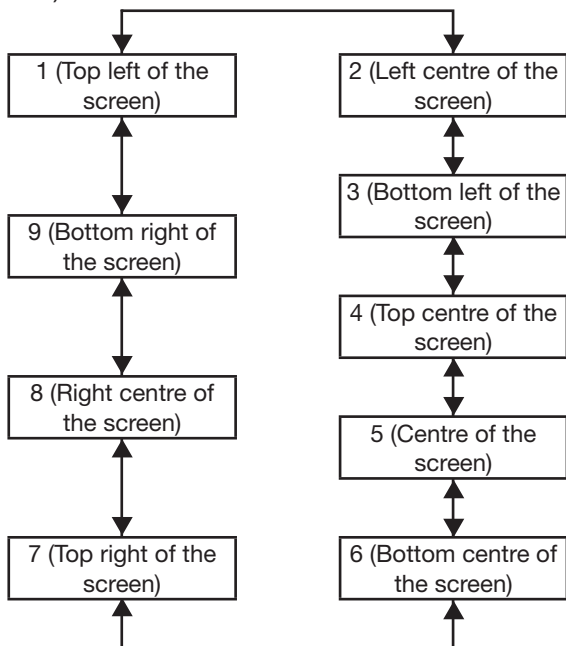 1 (Top left of the
screen)
2 (Left centre of the
screen)
3 (Bottom left of the
screen)
9 (Bottom right of
the screen)
4 (Top centre of the
screen)
8 (Right centre of
the screen)
5 (Centre of the
screen)
7 (Top right of the
screen)
6 (Bottom centre of
the screen)